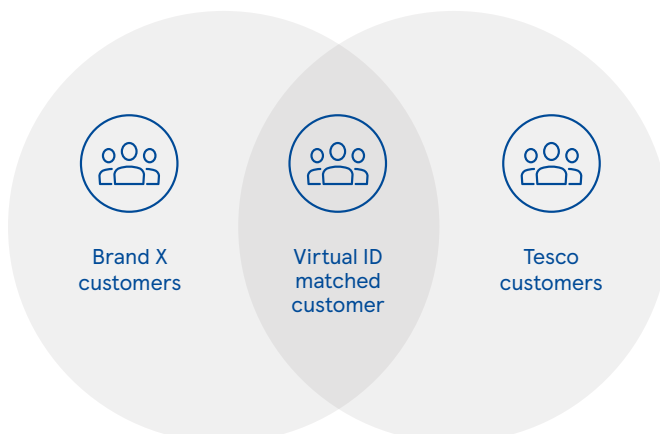 Brand X
customers
Virtual ID
matched
customer
Tesco
customers